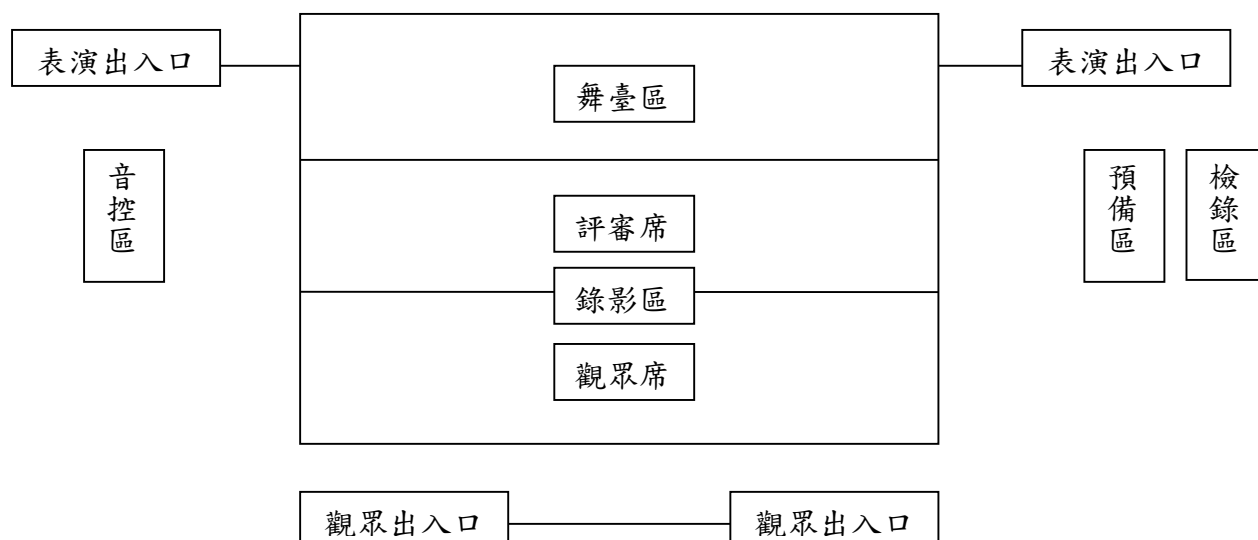 表演出入口
表演出入口
舞臺區
音控區
評審席
預備區
檢錄區
錄影區
觀眾席
觀眾出入口
觀眾出入口